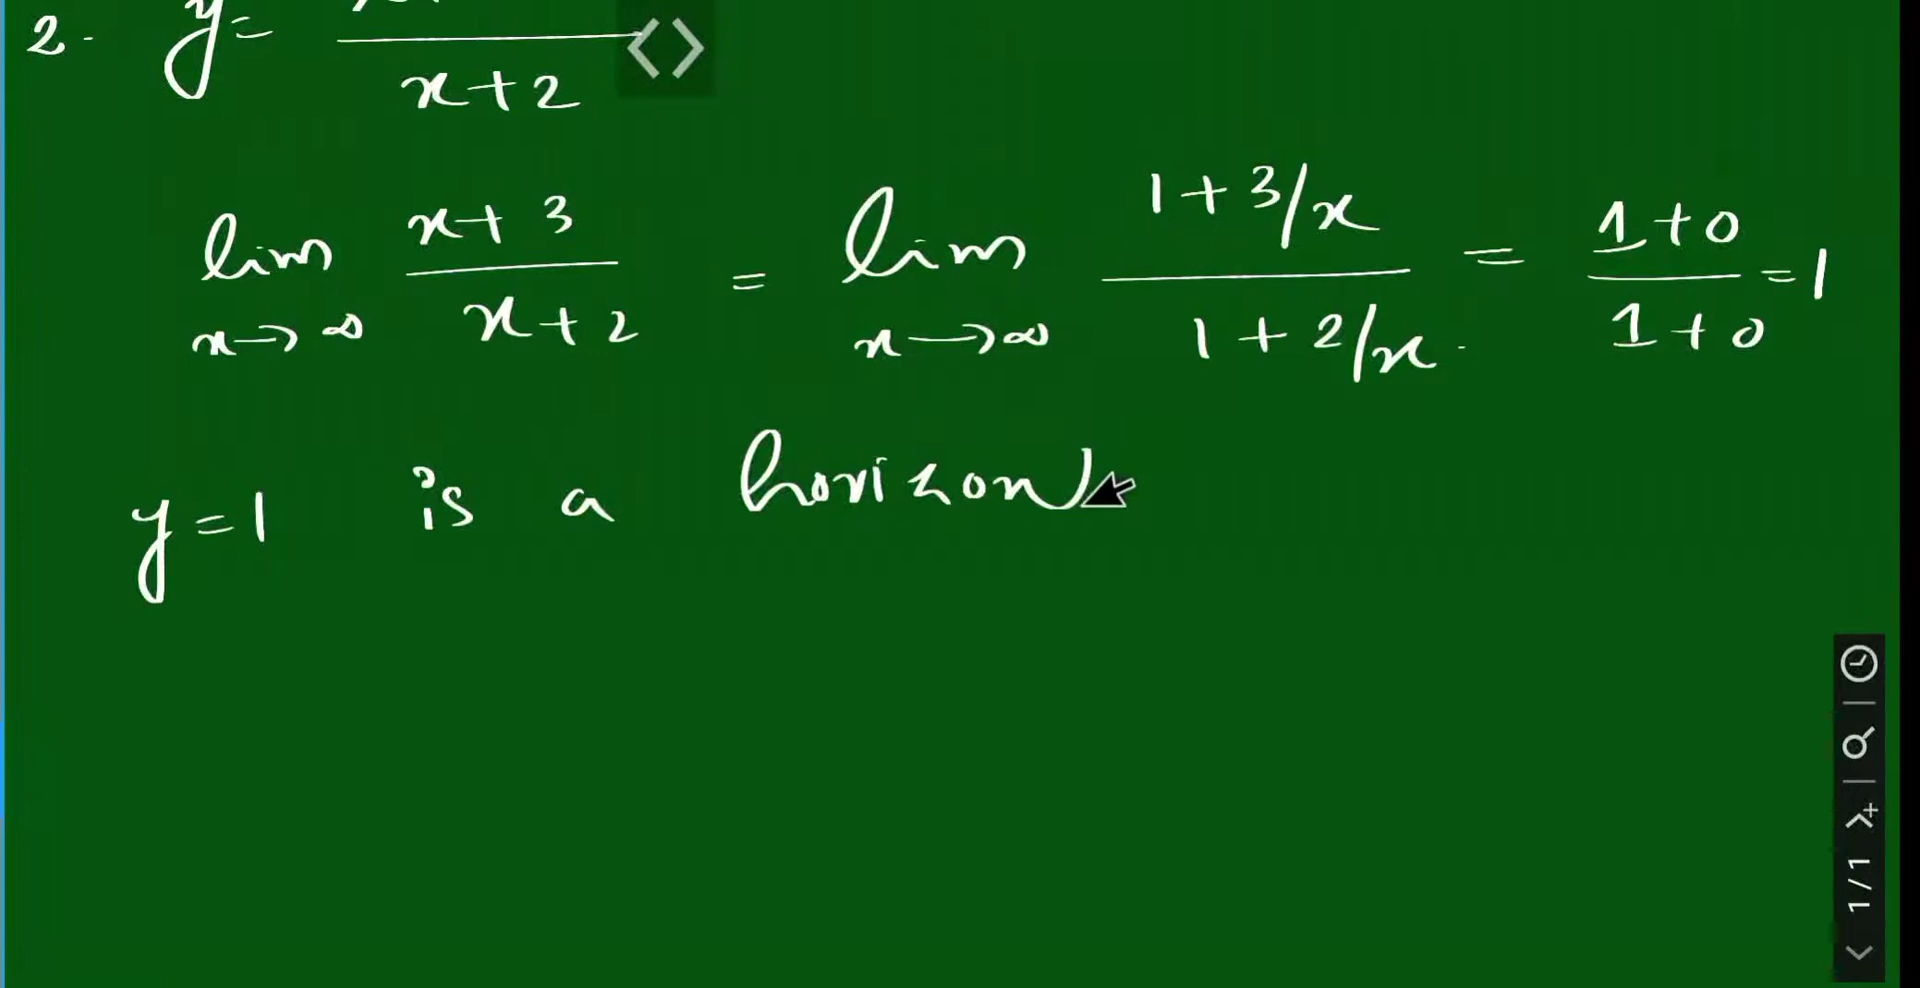 2. y=
x+2
lim x→∞ x+3/x+2 = lim x→∞ 1+3/x / 1+2/x. = 1+0/1+0 =1
y=1 is a horizon
1/1